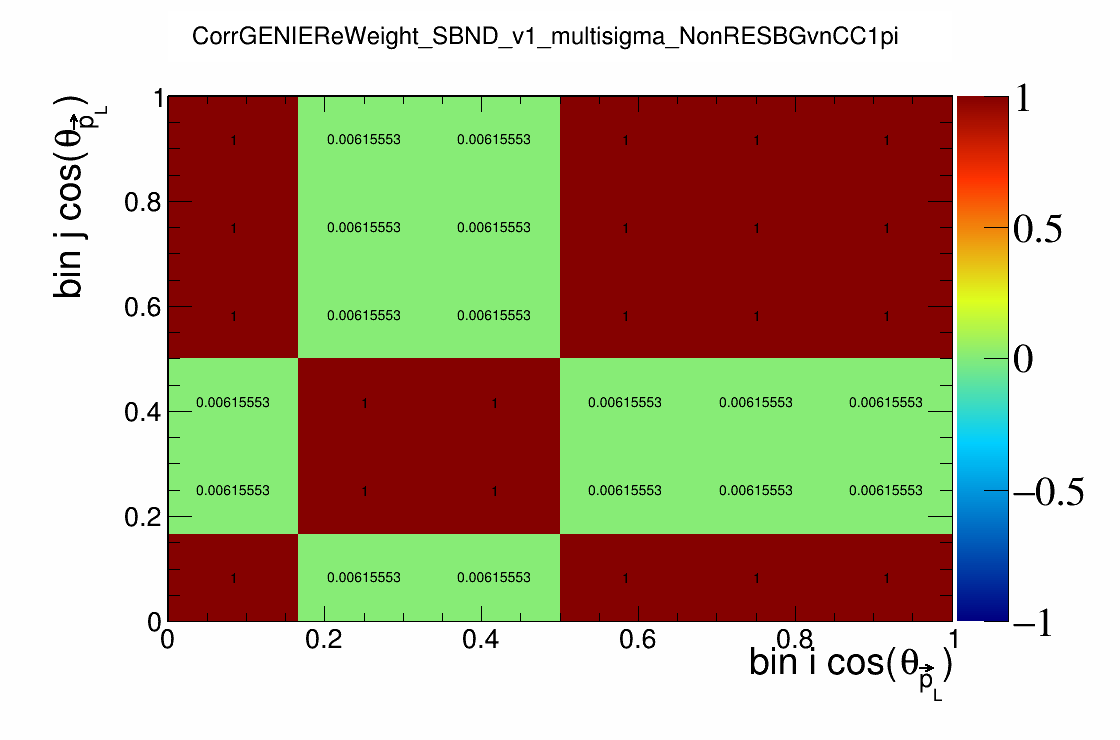 CorrGENIEReWeight_SBND_v1_multisigma_NonRESBGvnCC1pi
bin j cos(θ_p⃗_L)
1
0.8
0.6
0.4
0.2
0
1 0.00615553 0.00615553 1 1 1
1 0.00615553 0.00615553 1 1 1
1 0.00615553 0.00615553 1 1 1
0.00615553 1 1 0.00615553 0.00615553 0.00615553
0.00615553 1 1 0.00615553 0.00615553 0.00615553
1 0.00615553 0.00615553 1 1 1
0 0.2 0.4 0.6 0.8 1
bin i cos(θ_p⃗_L)
1
0.5
0
−0.5
−1